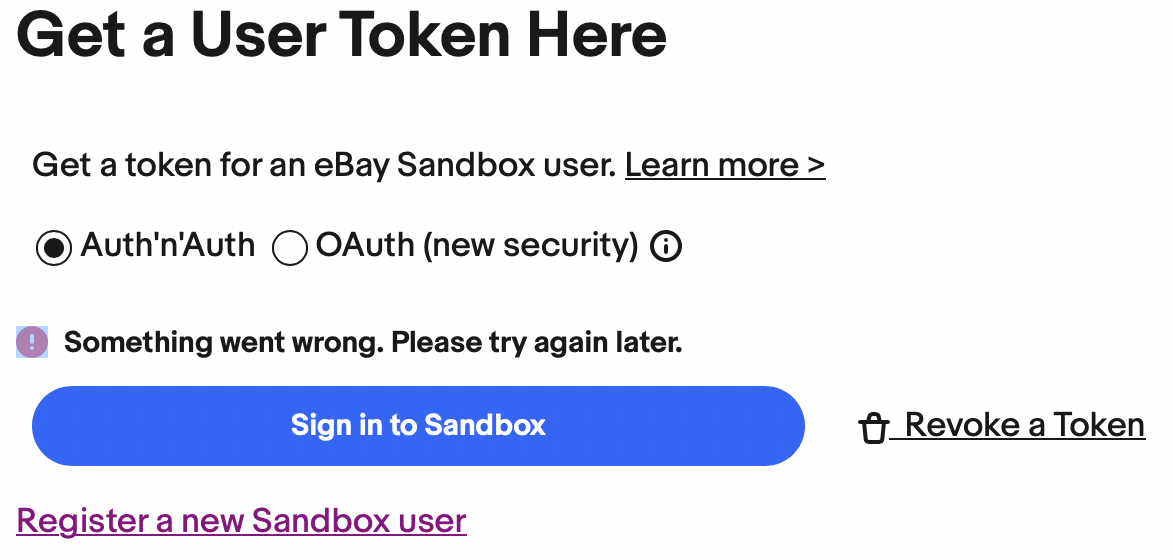 Get a User Token Here
Get a token for an eBay Sandbox user. Learn more >
Auth'n'Auth OAuth (new security)
Something went wrong. Please try again later.
Sign in to Sandbox Revoke a Token
Register a new Sandbox user